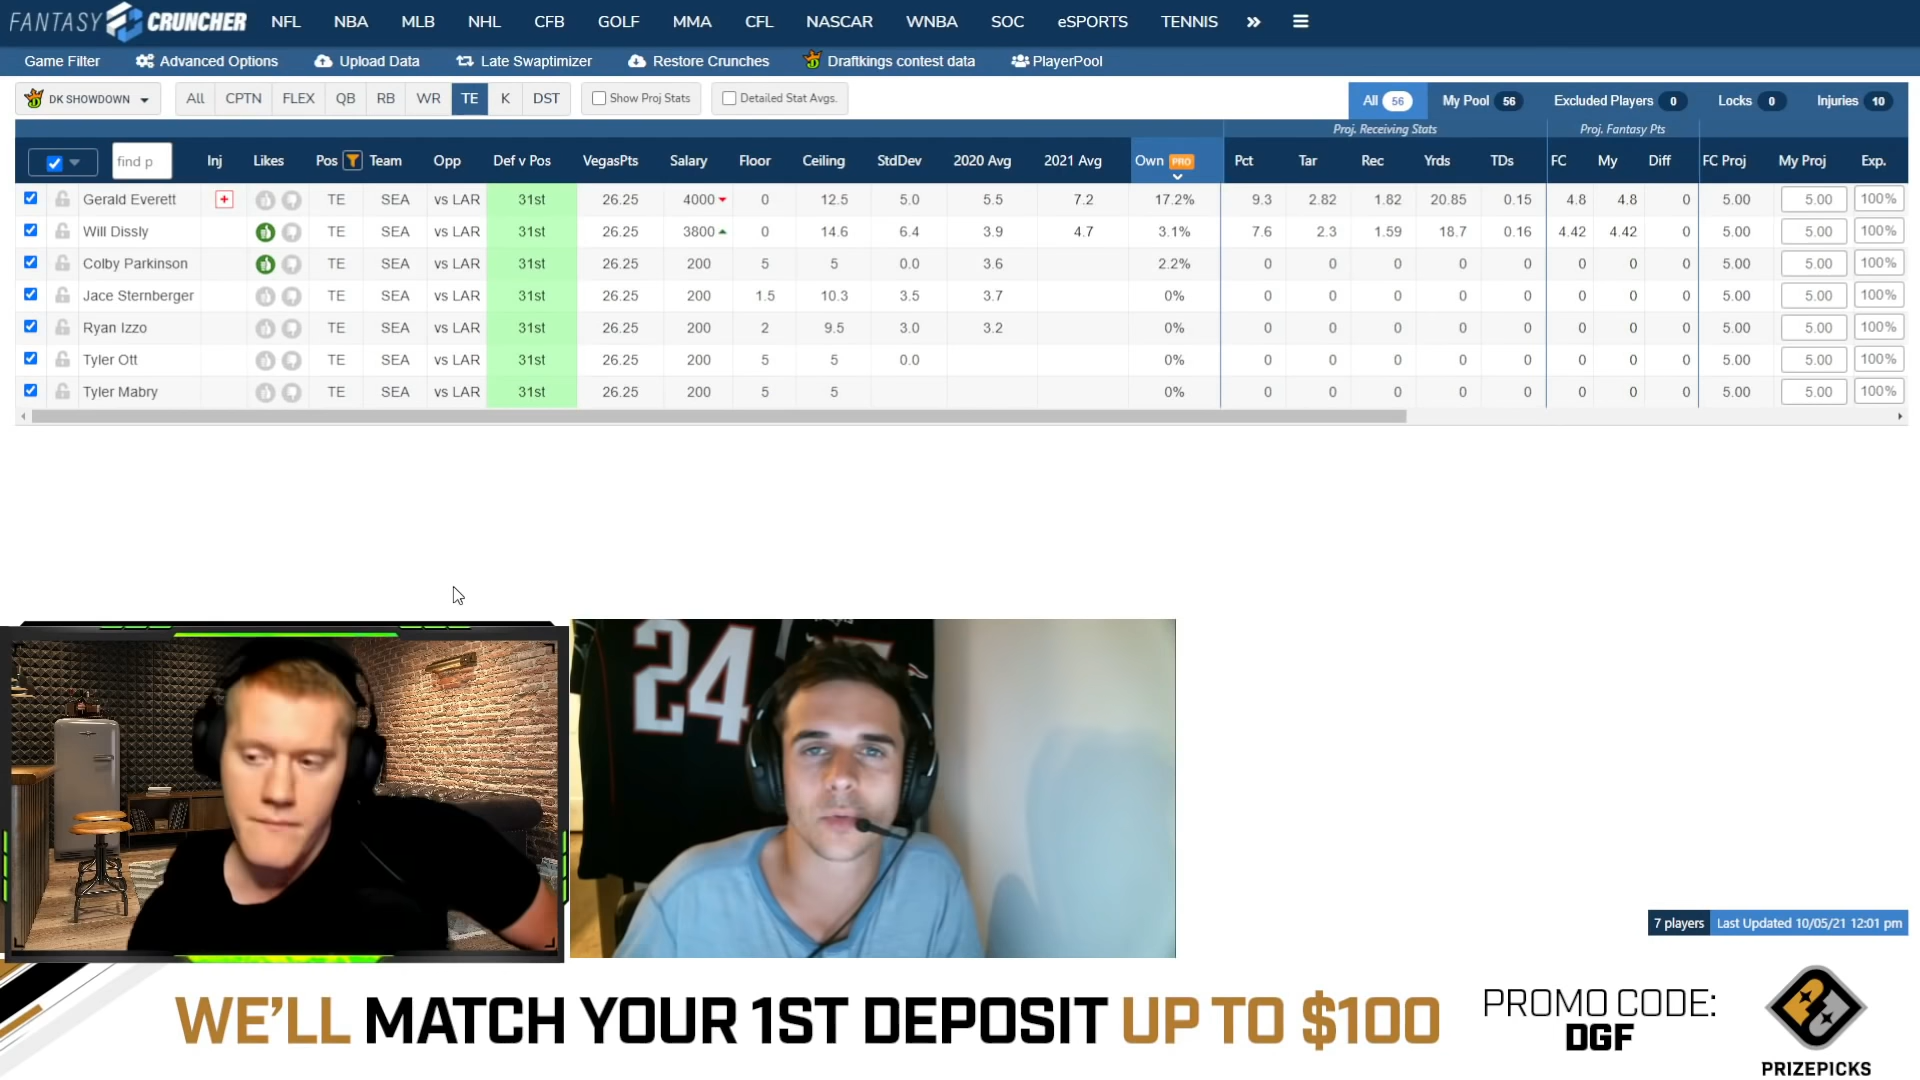 FANTASY CRUNCHER NFL NBA MLB NHL CFB GOLF MMA CFL NASCAR WNBA SOC eSPORTS TENNIS »
Game Filter Advanced Options Upload Data Late Swaptimizer Restore Crunches Draftkings contest data PlayerPool
DK SHOWDOWN All CPTN FLEX QB RB WR TE K DST Show Proj Stats Detailed Stat Avgs. All 56 My Pool 56 Excluded Players 0 Locks 0 Injuries 10
Proj. Receiving Stats Proj. Fantasy Pts
find p Inj Likes Pos Team Opp Def v Pos VegasPts Salary Floor Ceiling StdDev 2020 Avg 2021 Avg Own PRO Pct Tar Rec Yrds TDs FC My Diff FC Proj My Proj Exp.
Gerald Everett + TE SEA vs LAR 31st 26.25 4000 0 12.5 5.0 5.5 7.2 17.2% 9.3 2.82 1.82 20.85 0.15 4.8 4.8 0 5.00 5.00 100%
Will Dissly TE SEA vs LAR 31st 26.25 3800 0 14.6 6.4 3.9 4.7 3.1% 7.6 2.3 1.59 18.7 0.16 4.42 4.42 0 5.00 5.00 100%
Colby Parkinson TE SEA vs LAR 31st 26.25 200 5 5 0.0 3.6 2.2% 0 0 0 0 0 0 0 0 5.00 5.00 100%
Jace Sternberger TE SEA vs LAR 31st 26.25 200 1.5 10.3 3.5 3.7 0% 0 0 0 0 0 0 0 0 5.00 5.00 100%
Ryan Izzo TE SEA vs LAR 31st 26.25 200 2 9.5 3.0 3.2 0% 0 0 0 0 0 0 0 0 5.00 5.00 100%
Tyler Ott TE SEA vs LAR 31st 26.25 200 5 5 0.0 0% 0 0 0 0 0 0 0 0 5.00 5.00 100%
Tyler Mabry TE SEA vs LAR 31st 26.25 200 5 5 0% 0 0 0 0 0 0 0 0 5.00 5.00 100%
24
7 players Last Updated 10/05/21 12:01 pm
WE'LL MATCH YOUR 1ST DEPOSIT UP TO $100
PROMO CODE:
DGF
PRIZEPICKS